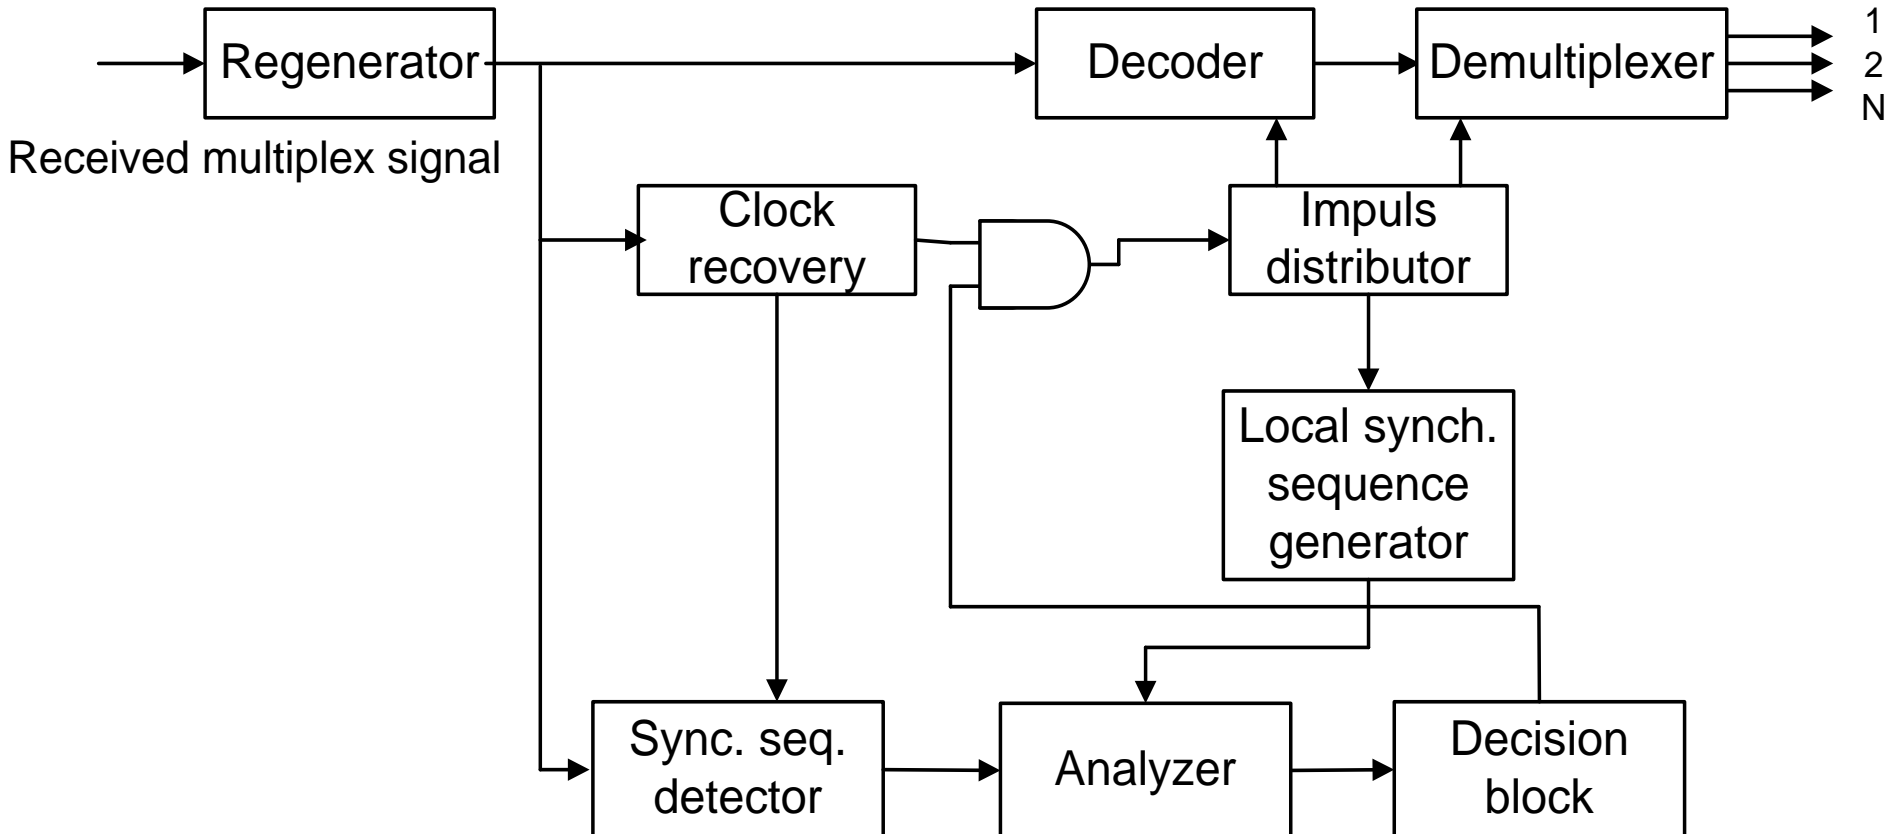 Regenerator
Decoder
Demultiplexer
1
2
N
Received multiplex signal
Clock
recovery
Impuls
distributor
Local synch.
sequence
generator
Sync. seq.
detector
Analyzer
Decision
block